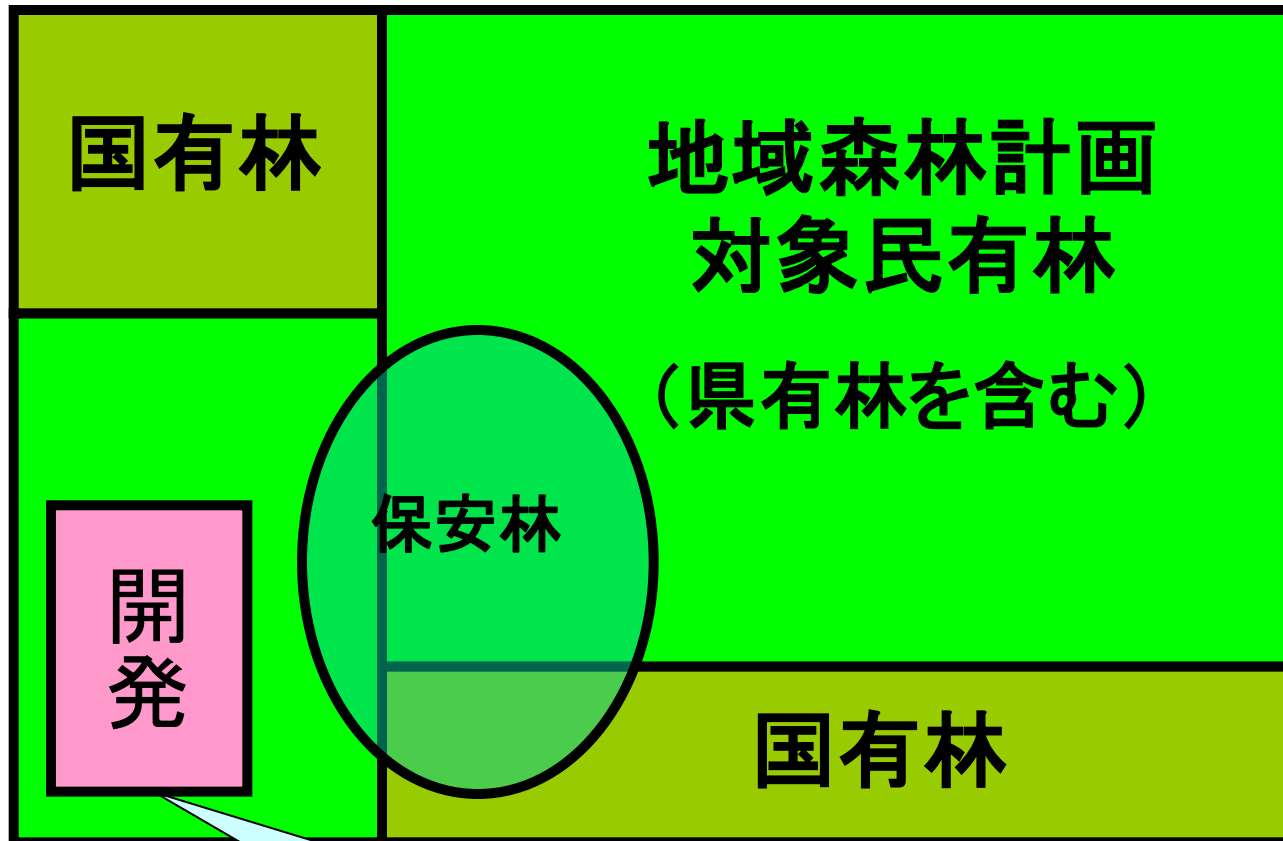 国有林
地域森林計画
対象民有林
（県有林を含む）
保安林
開
発
国有林